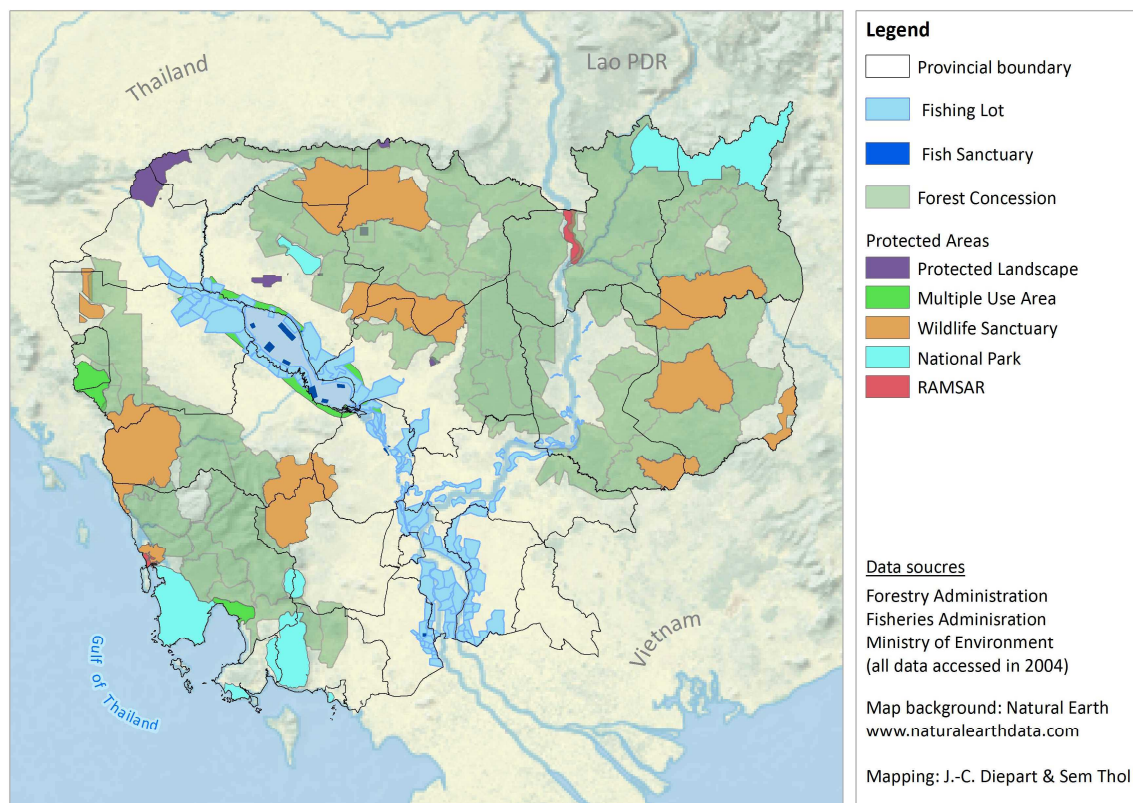 Thailand
Lao PDR
Gulf of Thailand
Vietnam
Legend
Provincial boundary
Fishing Lot
Fish Sanctuary
Forest Concession
Protected Areas
Protected Landscape
Multiple Use Area
Wildlife Sanctuary
National Park
RAMSAR
Data soucres
Forestry Administration
Fisheries Adminisration
Ministry of Environment
(all data accessed in 2004)
Map background: Natural Earth
www.naturalearthdata.com
Mapping: J.-C. Diepart & Sem Thol